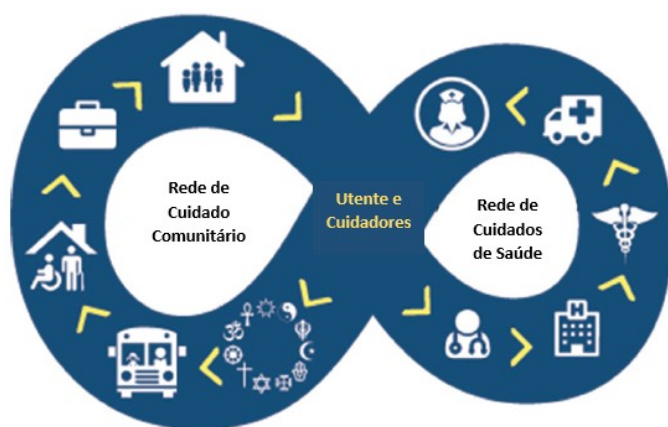 Rede de
Cuidado
Comunitário
Utente e
Cuidadores
Rede de
Cuidados
de Saúde
H